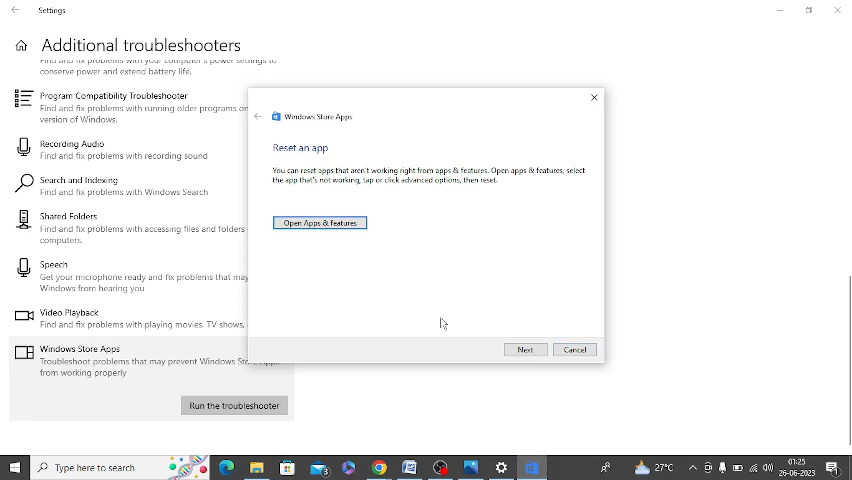 Settings
Additional troubleshooters
Find and fix problems with your computer's power settings to
conserve power and extend battery life.
Program Compatibility Troubleshooter
Find and fix problems with running older programs on
version of Windows.
Recording Audio
Find and fix problems with recording sound
Search and Indexing
Find and fix problems with Windows Search
Shared Folders
Find and fix problems with accessing files and folders
computers.
Speech
Get your microphone ready and fix problems that may
Windows from hearing you
Video Playback
Find and fix problems with playing movies, TV shows,
Windows Store Apps
Troubleshoot problems that may prevent Windows Store Apps
from working properly
Run the troubleshooter
Windows Store Apps
Reset an app
You can reset apps that aren't working right from apps & features. Open apps & features, select
the app that's not working, tap or click advanced options, then reset.
Open Apps & features
Next
Cancel
Type here to search
3
27°C
01:25
26-06-2023
1